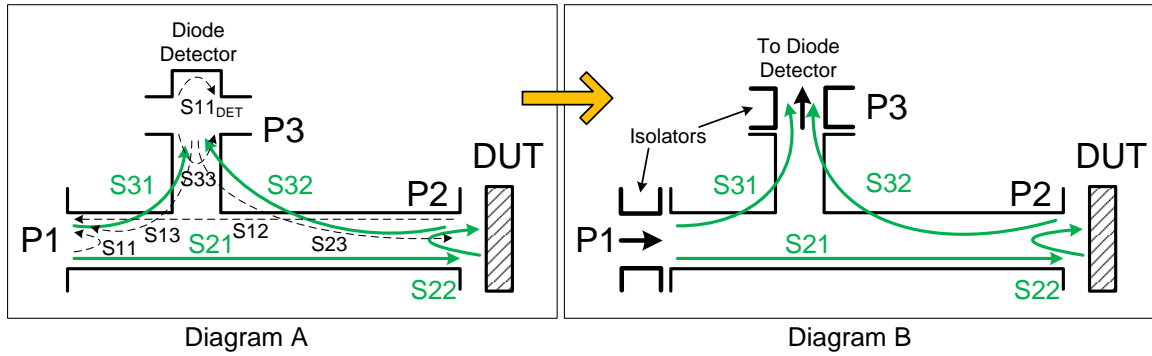 Diode
Detector
S11DET
P3
S33
S31
S32
DUT
P2
P1
S11
S13
S12
S21
S23
S22
Diagram A
To Diode
Detector
P3
Isolators
DUT
S31
S32
P2
P1
S21
S22
Diagram B